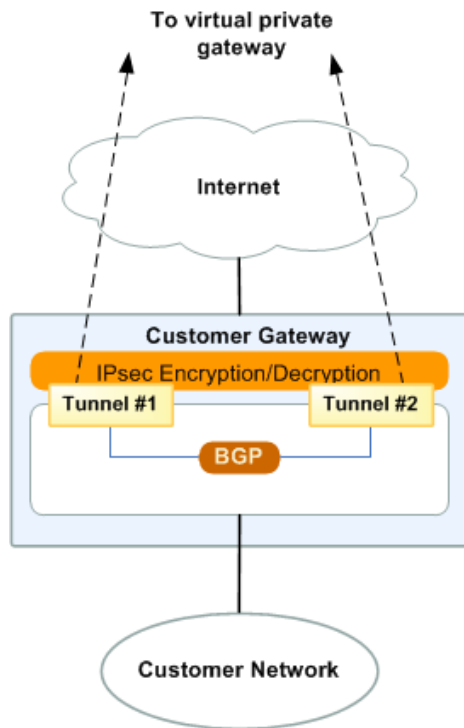 To virtual private
gateway
Internet
Customer Gateway
IPsec Encryption/Decryption
Tunnel #1
Tunnel #2
BGP
Customer Network